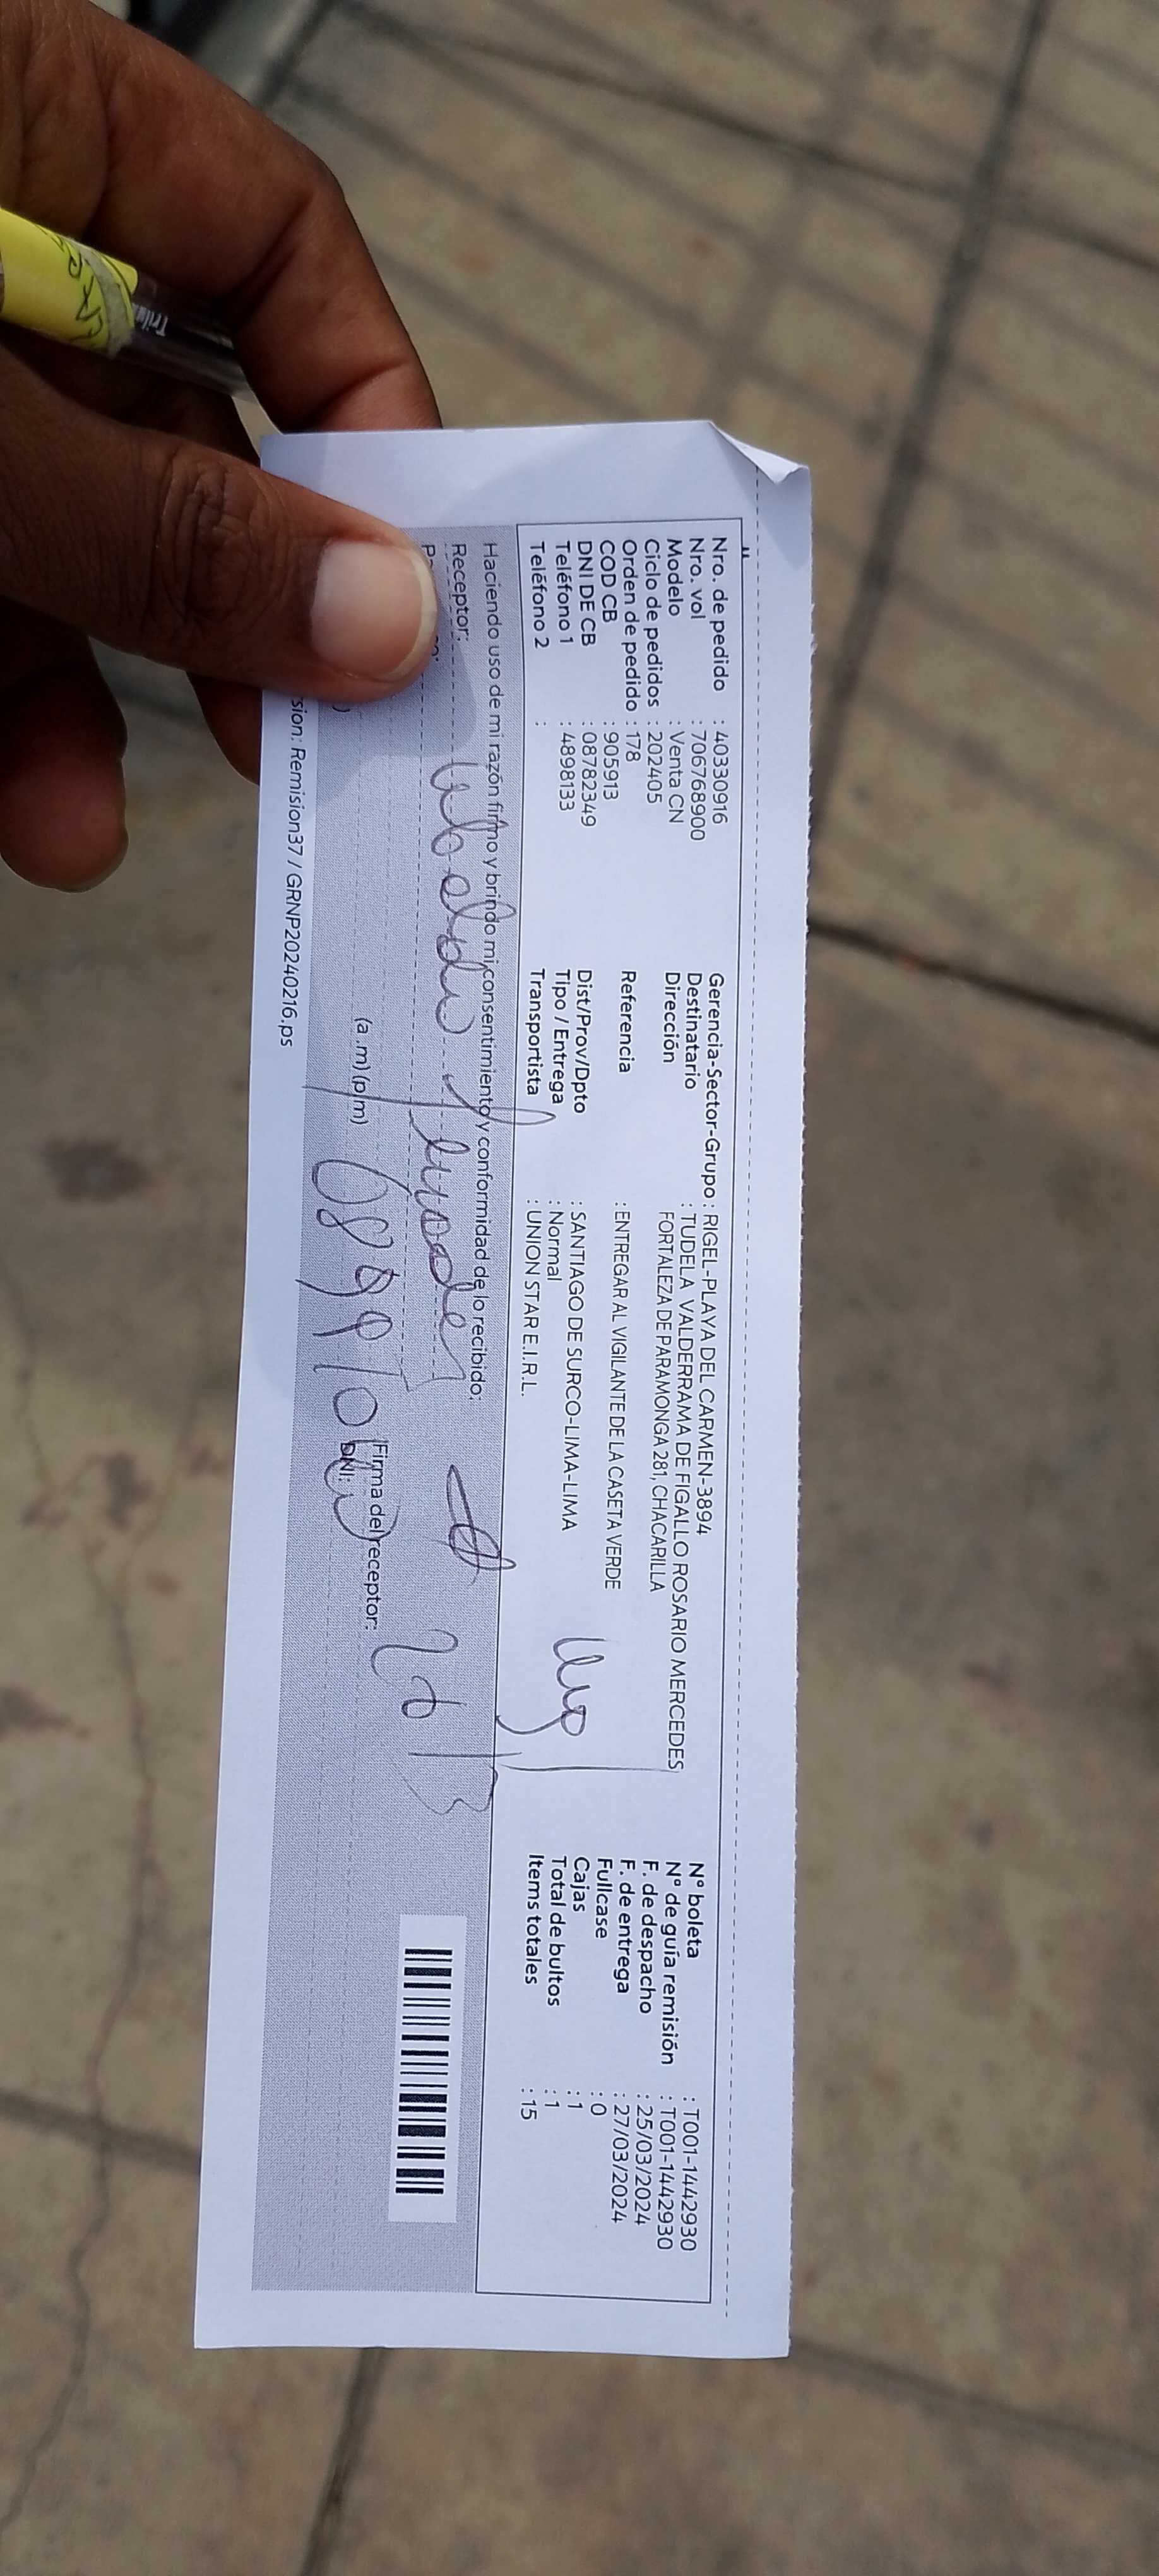 Nro. de pedido : 40330916
Nro. vol : 706768900
Modelo : Venta CN
Ciclo de pedidos : 202405
Orden de pedido : 178
COD CB : 905913
DNI DE CB : 08782349
Teléfono 1 : 4898133
Teléfono 2 :
Gerencia-Sector-Grupo : RIGEL-PLAYA DEL CARMEN-3894
Destinatario : TUDELA VALDERRAMA DE FIGALLO ROSARIO MERCEDES
Dirección FORTALEZA DE PARAMONGA 281, CHACARILLA
Referencia : ENTREGAR AL VIGILANTE DE LA CASETA VERDE
Dist/Prov/Dpto : SANTIAGO DE SURCO-LIMA-LIMA
Tipo / Entrega : Normal
Transportista : UNION STAR E.I.R.L.
N° boleta : T001-1442930
N° de guía remisión : T001-1442930
F. de despacho : 25/03/2024
F. de entrega : 27/03/2024
Fullcase : 0
Cajas : 1
Total de bultos : 1
Items totales : 15
Haciendo uso de mi razón firmo y brindo mi consentimiento y conformidad de lo recibido:
Receptor:
(a .m) (p.m)
Firma del receptor:
DNI:
sion: Remision37 / GRNP20240216.ps